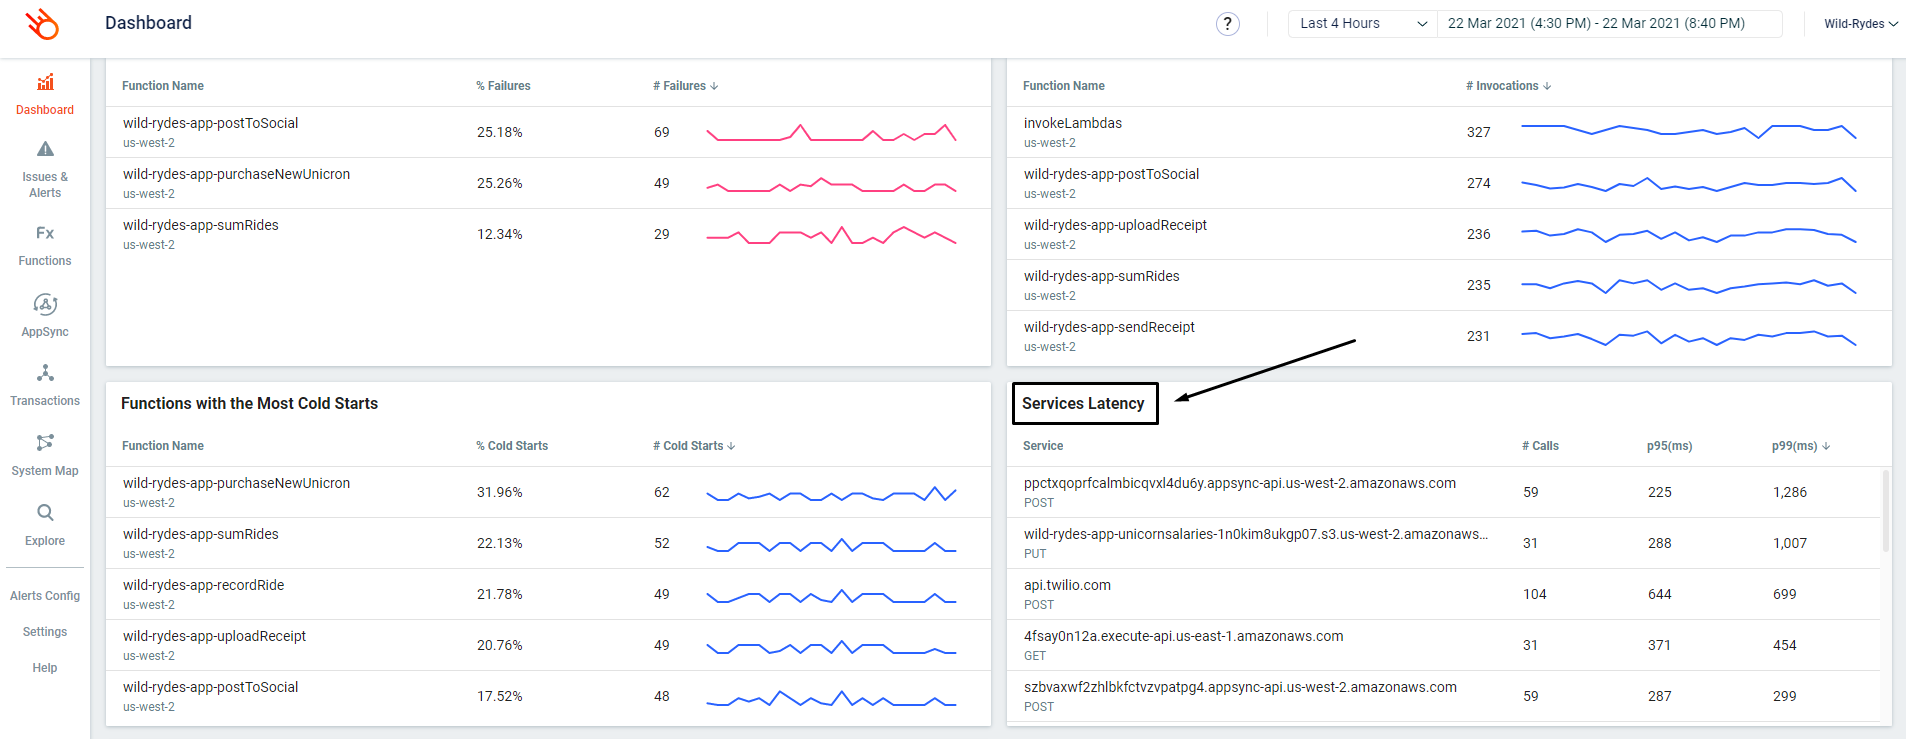 Dashboard
?
Last 4 Hours
22 Mar 2021 (4:30 PM) - 22 Mar 2021 (8:40 PM)
Wild-Rydes
Dashboard
Issues &
Alerts
Fx
Functions
AppSync
Transactions
System Map
Explore
Alerts Config
Settings
Help
Function Name % Failures # Failures
wild-rydes-app-postToSocial 25.18% 69
us-west-2
wild-rydes-app-purchaseNewUnicron 25.26% 49
us-west-2
wild-rydes-app-sumRides 12.34% 29
us-west-2
Function Name # Invocations
invokeLambdas 327
us-west-2
wild-rydes-app-postToSocial 274
us-west-2
wild-rydes-app-uploadReceipt 236
us-west-2
wild-rydes-app-sumRides 235
us-west-2
wild-rydes-app-sendReceipt 231
us-west-2
Functions with the Most Cold Starts
Function Name % Cold Starts # Cold Starts
wild-rydes-app-purchaseNewUnicron 31.96% 62
us-west-2
wild-rydes-app-sumRides 22.13% 52
us-west-2
wild-rydes-app-recordRide 21.78% 49
us-west-2
wild-rydes-app-uploadReceipt 20.76% 49
us-west-2
wild-rydes-app-postToSocial 17.52% 48
us-west-2
Services Latency
Service # Calls p95(ms) p99(ms)
ppctxqoprfcalmbicqvxl4du6y.appsync-api.us-west-2.amazonaws.com 59 225 1,286
POST
wild-rydes-app-unicornsalaries-1n0kim8ukgp07.s3.us-west-2.amazonaws... 31 288 1,007
PUT
api.twilio.com 104 644 699
POST
4fsay0n12a.execute-api.us-east-1.amazonaws.com 31 371 454
GET
szbvaxwf2zhlbkfctvzvpatpg4.appsync-api.us-west-2.amazonaws.com 59 287 299
POST